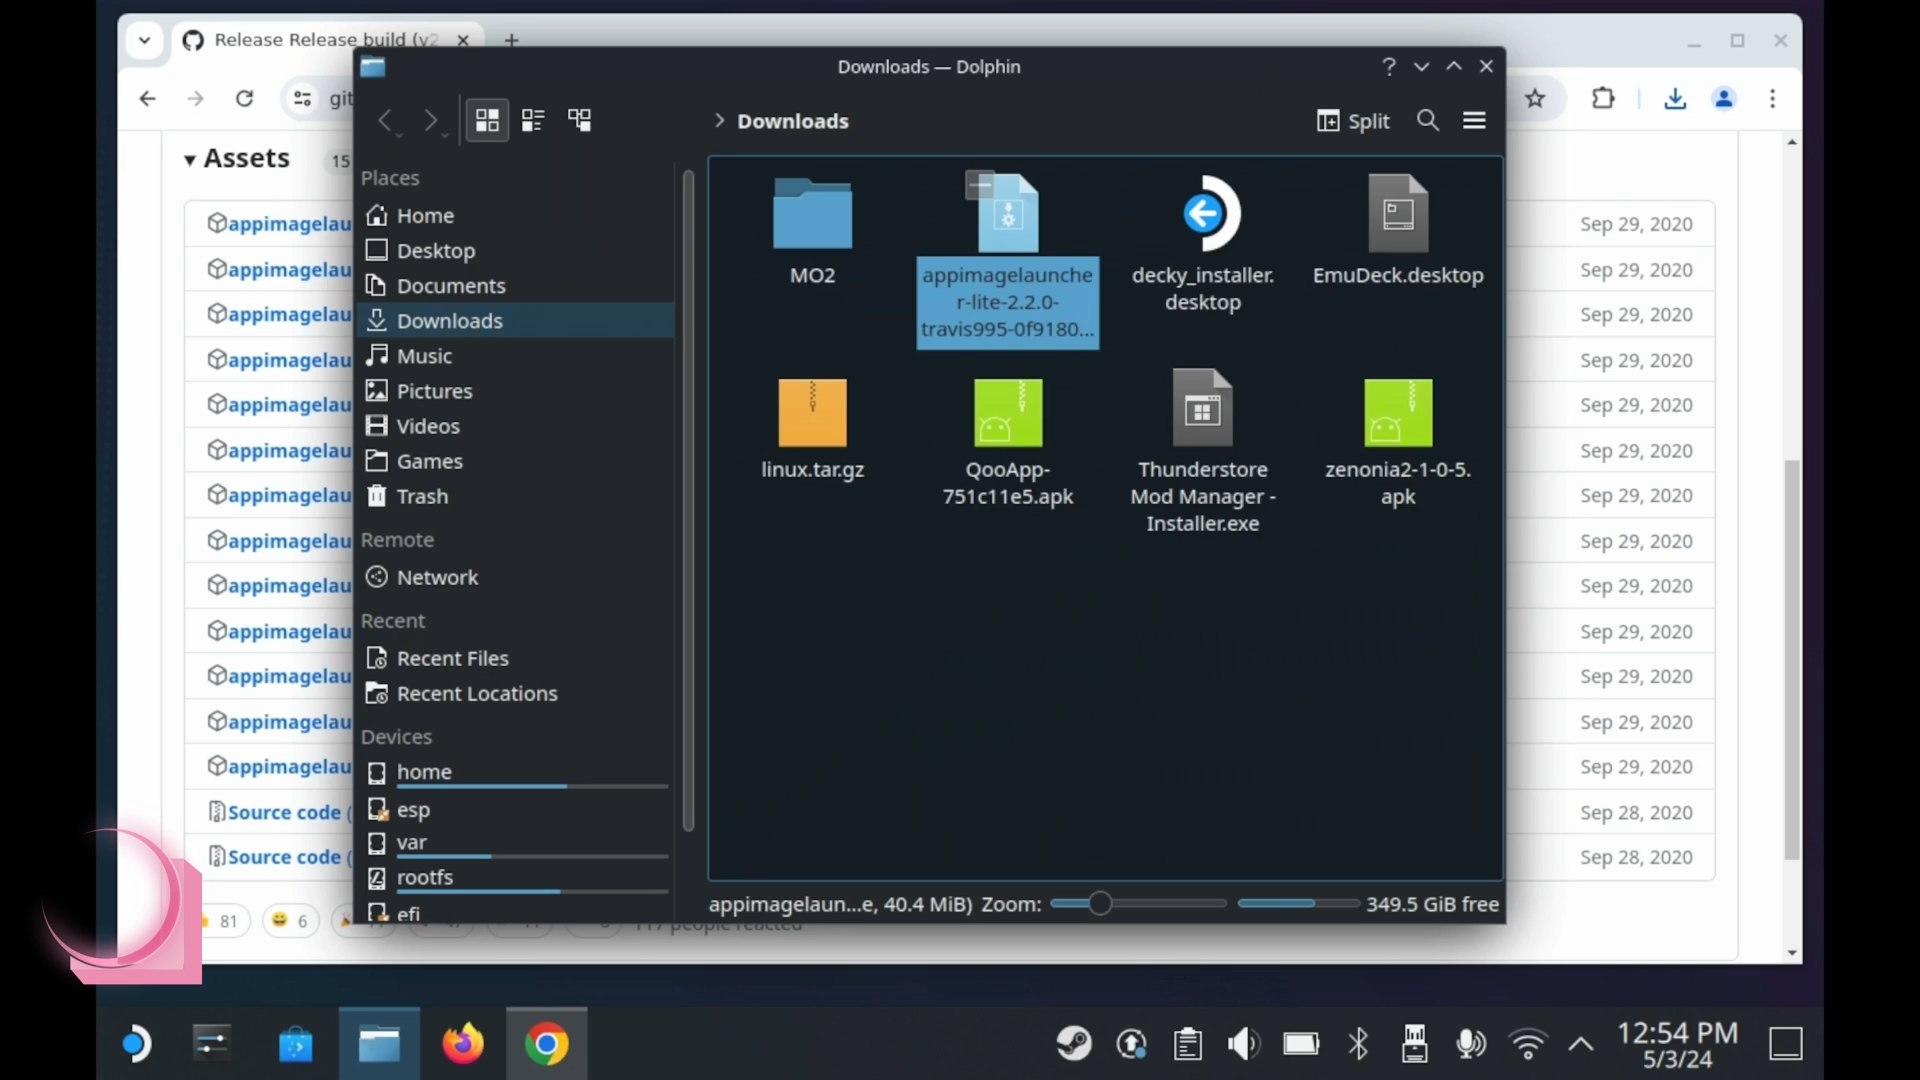 Release Release build (v2
git
Assets 15
appimagelau
appimagelau
appimagelau
appimagelau
appimagelau
appimagelau
appimagelau
appimagelau
appimagelau
appimagelau
appimagelau
appimagelau
appimagelau
Source code (
Source code (
81
6
117 people reacted
Sep 29, 2020
Sep 29, 2020
Sep 29, 2020
Sep 29, 2020
Sep 29, 2020
Sep 29, 2020
Sep 29, 2020
Sep 29, 2020
Sep 29, 2020
Sep 29, 2020
Sep 29, 2020
Sep 29, 2020
Sep 29, 2020
Sep 28, 2020
Sep 28, 2020
Downloads — Dolphin
Downloads
Split
Places
Home
Desktop
Documents
Downloads
Music
Pictures
Videos
Games
Trash
Remote
Network
Recent
Recent Files
Recent Locations
Devices
home
esp
var
rootfs
efi
MO2
appimagelaunche
r-lite-2.2.0-
travis995-0f9180...
decky_installer.
desktop
EmuDeck.desktop
linux.tar.gz
QooApp-
751c11e5.apk
Thunderstore
Mod Manager -
Installer.exe
zenonia2-1-0-5.
apk
appimagelaun...e, 40.4 MiB) Zoom: 349.5 GiB free
12:54 PM
5/3/24